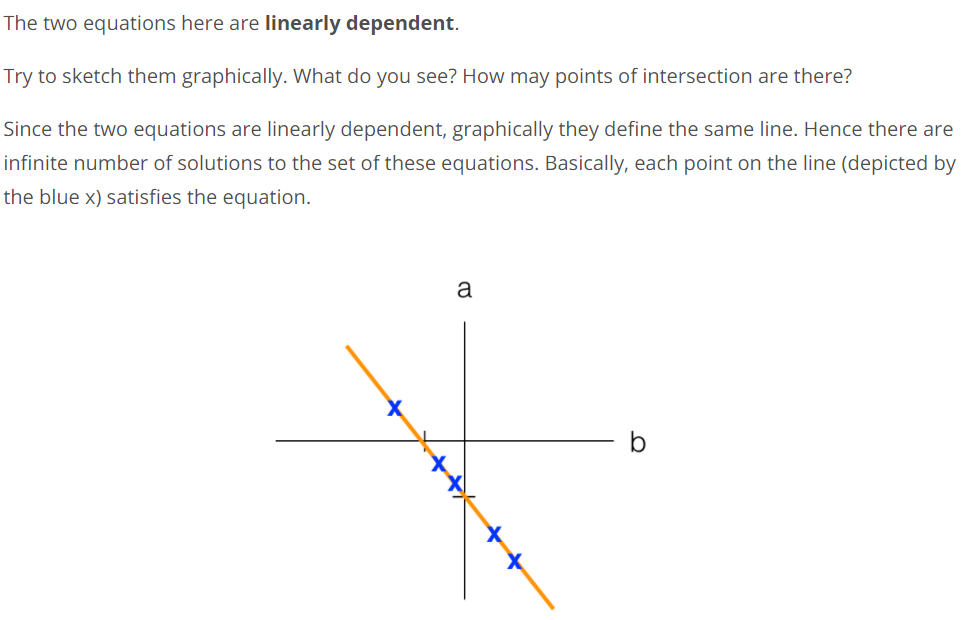 The two equations here are linearly dependent.
Try to sketch them graphically. What do you see? How may points of intersection are there?
Since the two equations are linearly dependent, graphically they define the same line. Hence there are
infinite number of solutions to the set of these equations. Basically, each point on the line (depicted by
the blue x) satisfies the equation.
a
x
b
x
x
x
x